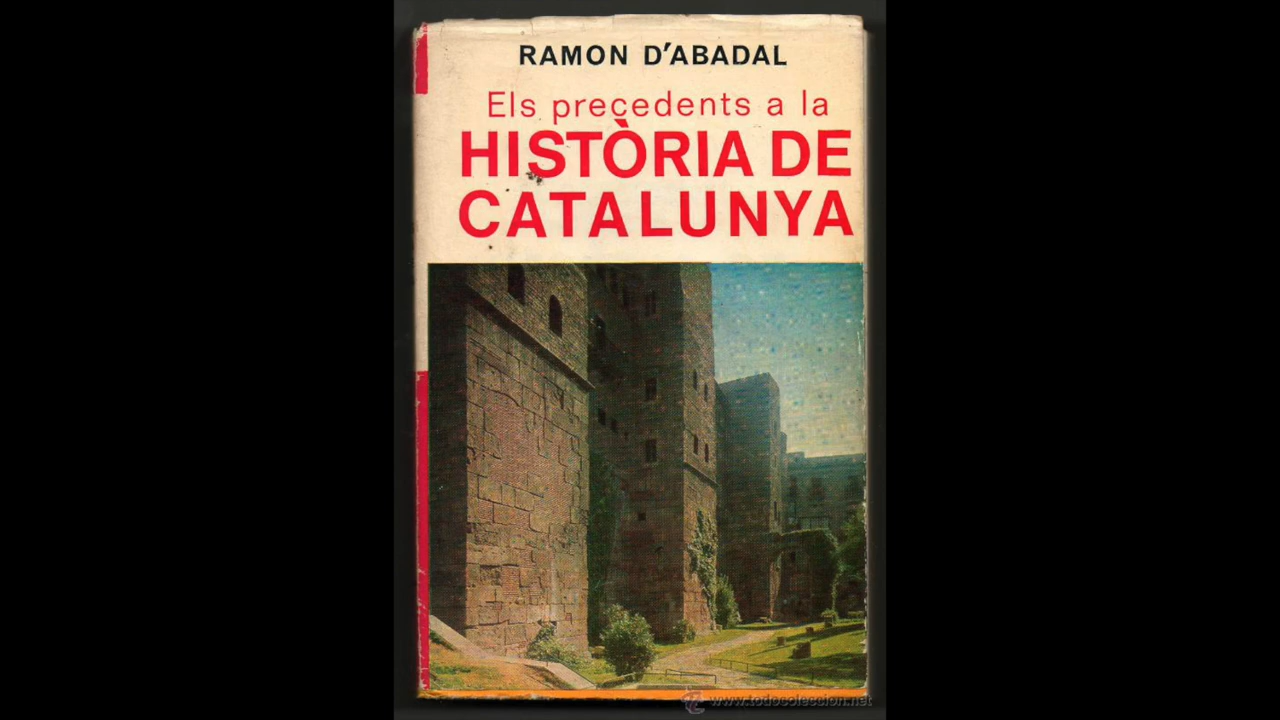 RAMON D'ABADAL
Els precedents a la
HISTÒRIA DE
CATALUNYA
www.todocoleccion.net